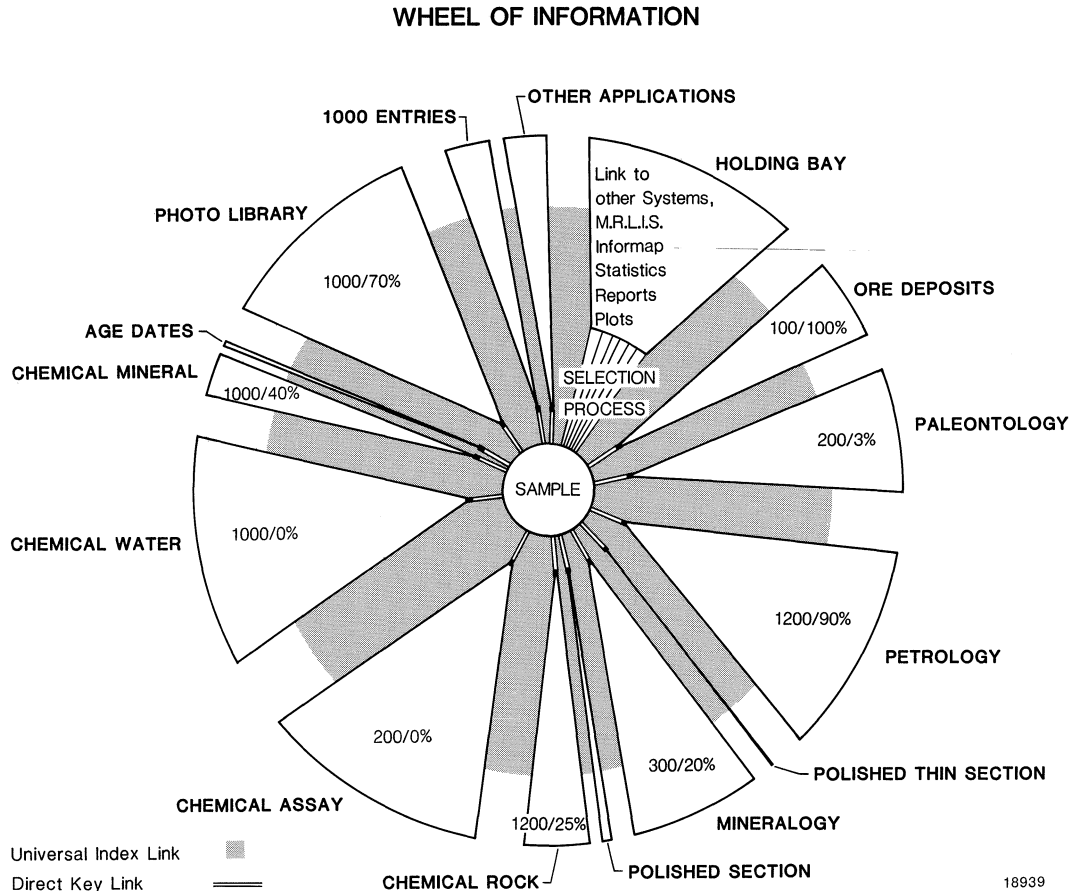 WHEEL OF INFORMATION
OTHER APPLICATIONS
1000 ENTRIES
HOLDING BAY
Link to
other Systems,
M.R.L.I.S.
Informap
Statistics
Reports
Plots
PHOTO LIBRARY
1000/70%
ORE DEPOSITS
100/100%
AGE DATES
CHEMICAL MINERAL
1000/40%
SELECTION
PROCESS
PALEONTOLOGY
200/3%
SAMPLE
CHEMICAL WATER
1000/0%
1200/90%
PETROLOGY
200/0%
300/20%
POLISHED THIN SECTION
CHEMICAL ASSAY
1200/25%
MINERALOGY
Universal Index Link
POLISHED SECTION
Direct Key Link
CHEMICAL ROCK
18939